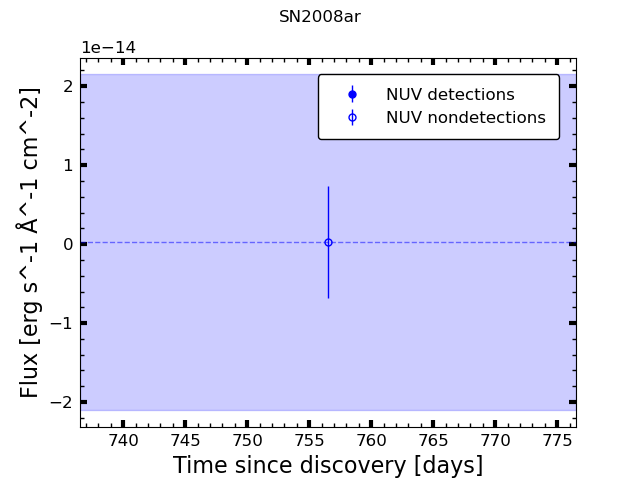 SN2008ar
1e−14
NUV detections
NUV nondetections
2
1
0
−1
−2
Flux [erg s^-1 Å^-1 cm^-2]
740 745 750 755 760 765 770 775
Time since discovery [days]